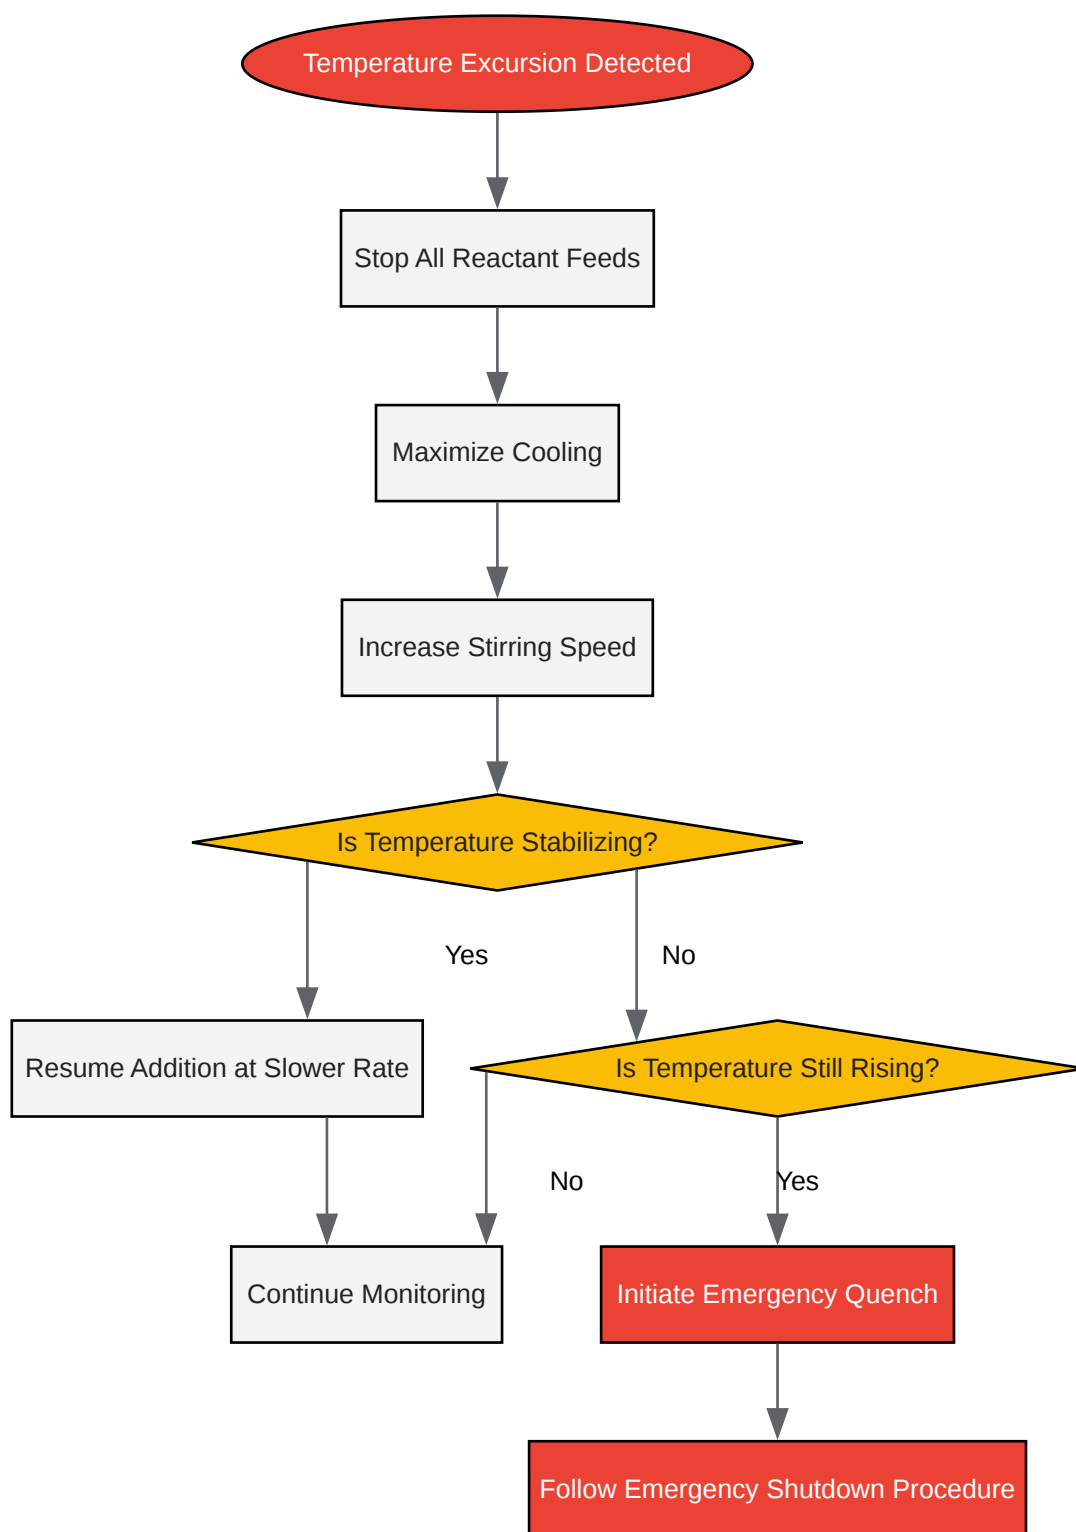 Temperature Excursion Detected
Stop All Reactant Feeds
Maximize Cooling
Increase Stirring Speed
Is Temperature Stabilizing?
Yes
No
Resume Addition at Slower Rate
Is Temperature Still Rising?
No
Yes
Continue Monitoring
Initiate Emergency Quench
Follow Emergency Shutdown Procedure